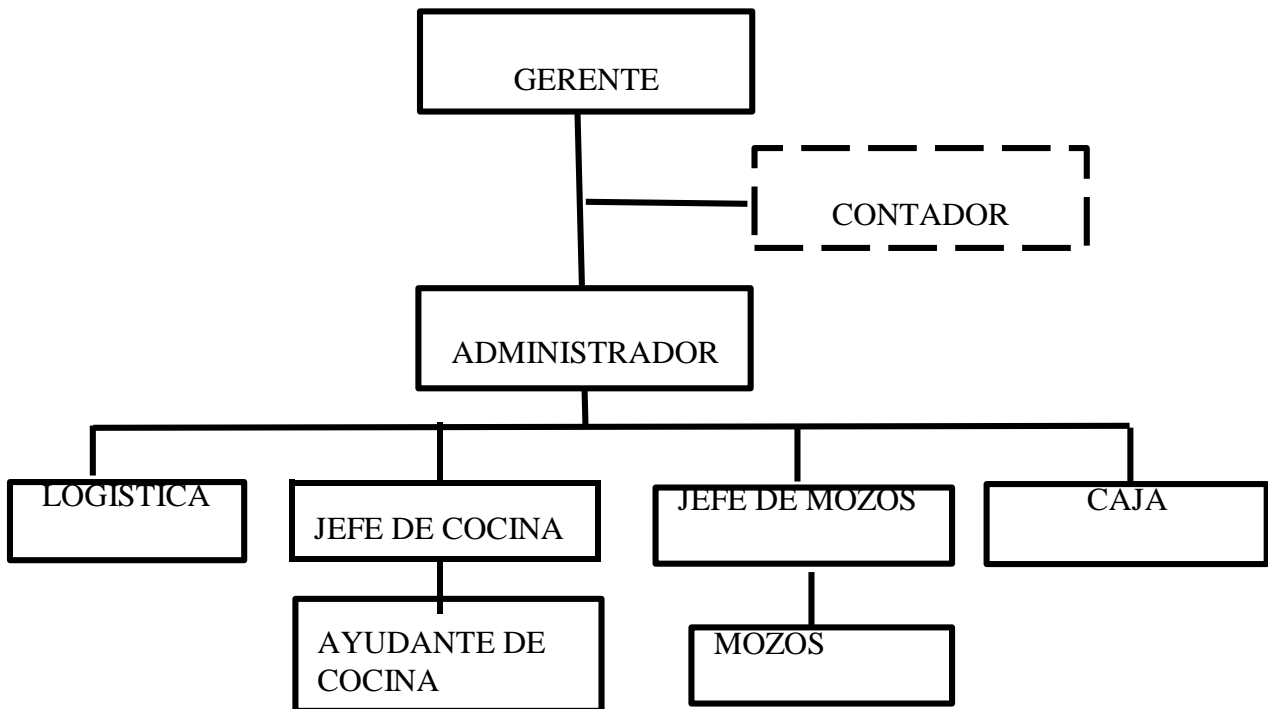 GERENTE
CONTADOR
ADMINISTRADOR
LOGISTICA
JEFE DE COCINA
JEFE DE MOZOS
CAJA
AYUDANTE DE
COCINA
MOZOS